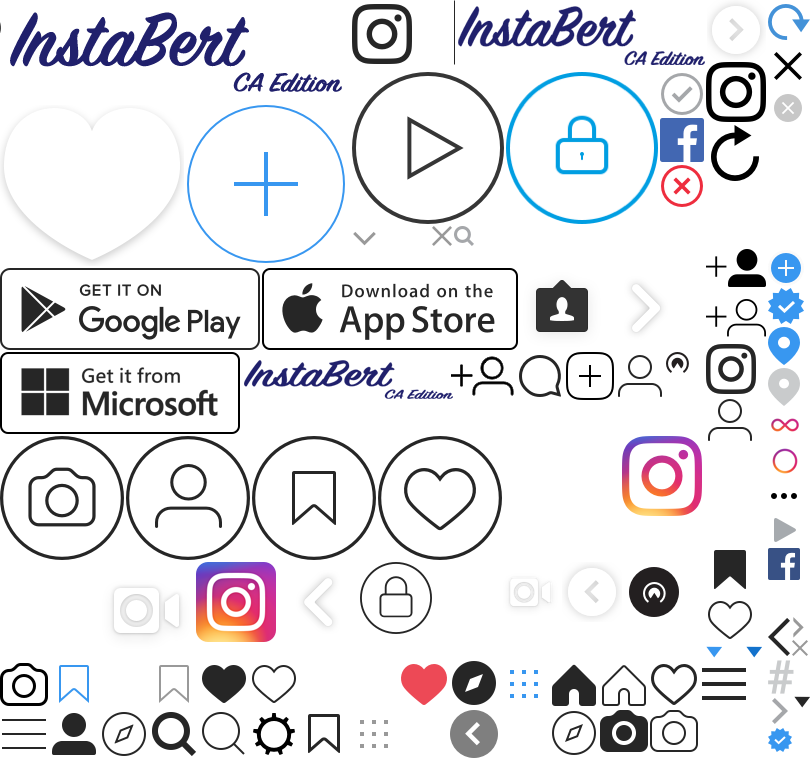 InstaBert
CA Edition
InstaBert
CA Edition
GET IT ON
Google Play
Download on the
App Store
Get it from
Microsoft
InstaBert
CA Edition
#